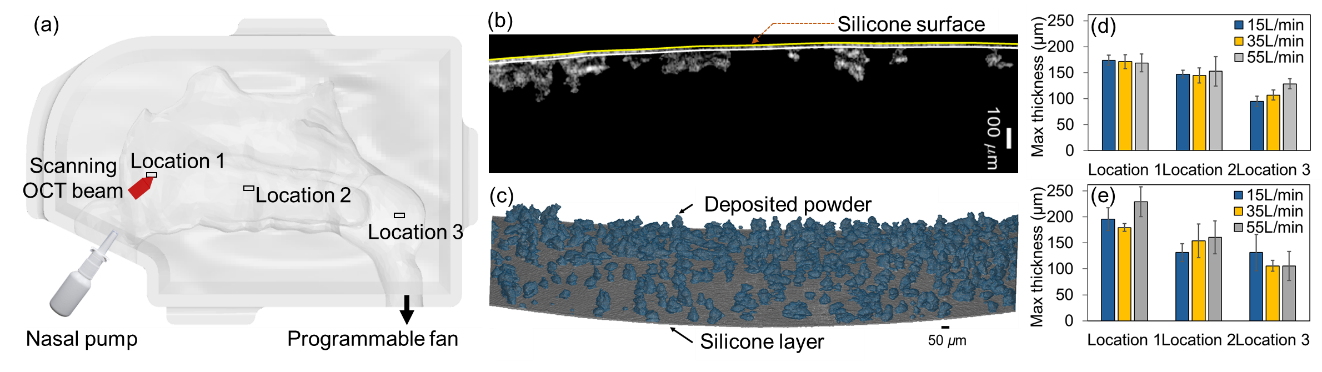 (a)
Scanning
OCT beam
Location 1
Location 2
Location 3
Nasal pump
Programmable fan
(b)
Silicone surface
100 µm
(c)
Deposited powder
Silicone layer
50 µm
(d)
Max thickness (µm)
250
200
150
100
50
0
15L/min
35L/min
55L/min
Location 1 Location 2 Location 3
(e)
Max thickness (µm)
250
200
150
100
50
0
15L/min
35L/min
55L/min
Location 1 Location 2 Location 3